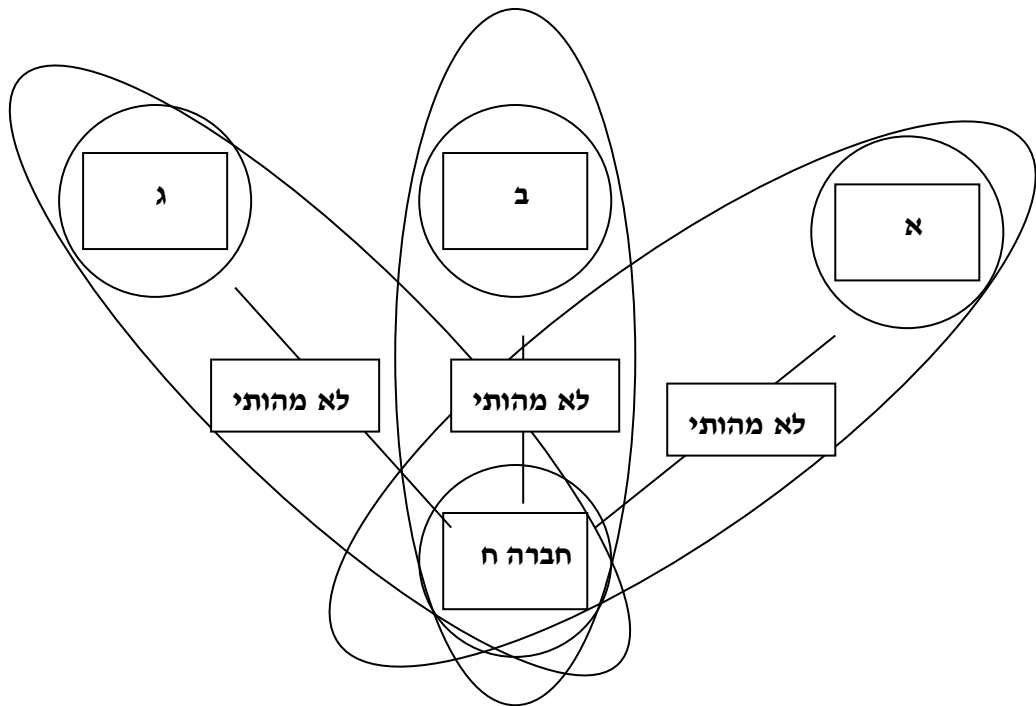 א
ב
ג
לא מהותי
לא מהותי
לא מהותי
חברה ח